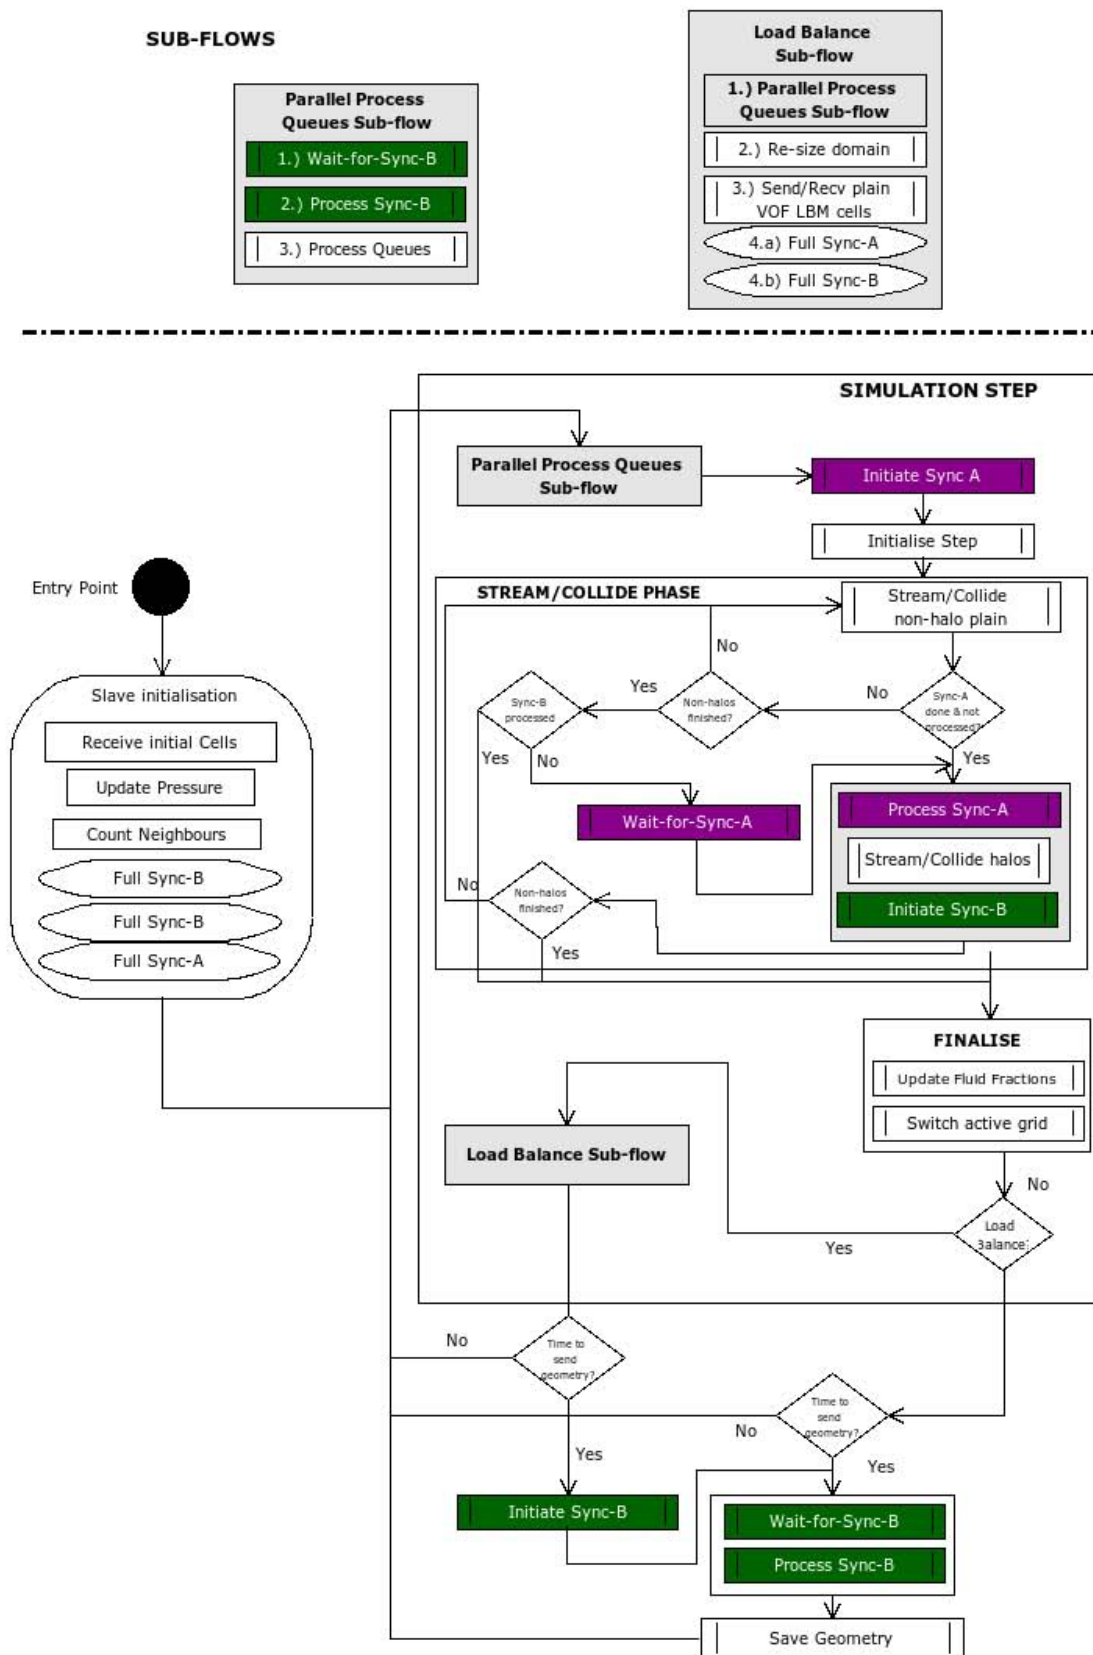 SUB-FLOWS
Parallel Process
Queues Sub-flow
1.) Wait-for-Sync-B
2.) Process Sync-B
3.) Process Queues
Load Balance
Sub-flow
1.) Parallel Process
Queues Sub-flow
2.) Re-size domain
3.) Send/Recv plain
VOF LBM cells
4.a) Full Sync-A
4.b) Full Sync-B
SIMULATION STEP
Parallel Process Queues
Sub-flow
Initiate Sync A
Initialise Step
Entry Point
Slave initialisation
Receive initial Cells
Update Pressure
Count Neighbours
Full Sync-B
Full Sync-B
Full Sync-A
STREAM/COLLIDE PHASE
Stream/Collide
non-halo plain
No
Sync-A
done & not
processed?
No
Non-halos
finished?
Yes
Sync-B
processed
Yes
No
Yes
Wait-for-Sync-A
Process Sync-A
Stream/Collide halos
Initiate Sync-B
Non-halos
finished?
No
Yes
FINALISE
Update Fluid Fractions
Switch active grid
No
Load
3alance:
Yes
Load Balance Sub-flow
Time to
send
geometry?
No
Yes
Time to
send
geometry?
No
Yes
Initiate Sync-B
Wait-for-Sync-B
Process Sync-B
Save Geometry